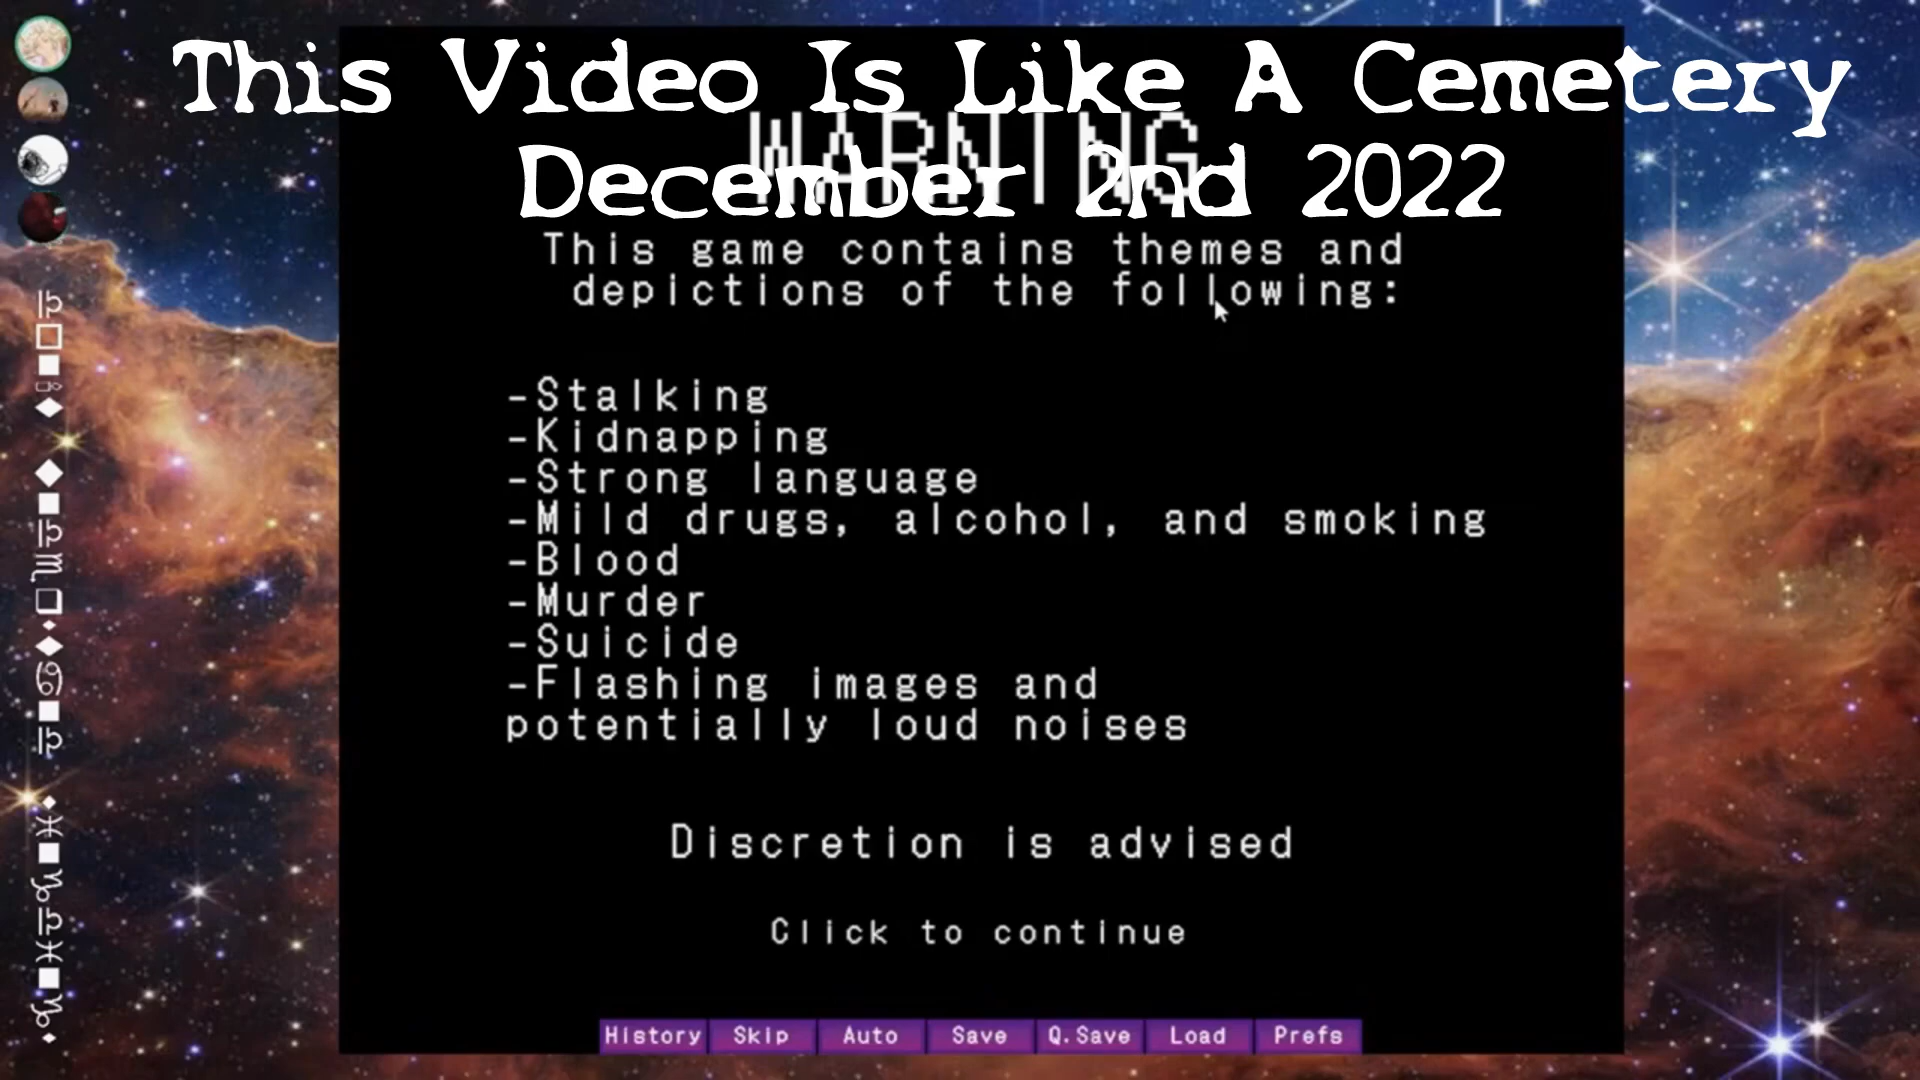 This Video Is Like A Cemetery
December 2nd 2022
WARNING
This game contains themes and
depictions of the following:
-Stalking
-Kidnapping
-Strong language
-Mild drugs, alcohol, and smoking
-Blood
-Murder
-Suicide
-Flashing images and
potentially loud noises
Discretion is advised
Click to continue
History Skip Auto Save Q.Save Load Prefs